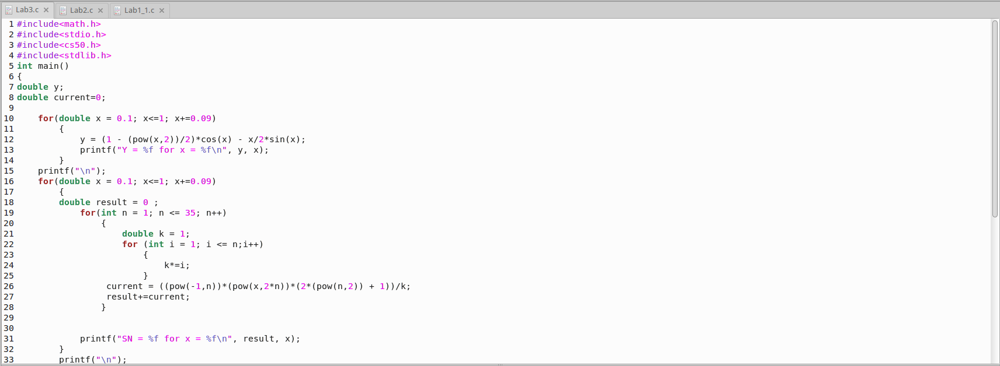 Lab3.c × Lab2.c × Lab1_1.c ×
1 #include<math.h>
2 #include<stdio.h>
3 #include<cs50.h>
4 #include<stdlib.h>
5 int main()
6 {
7 double y;
8 double current=0;
9
10     for(double x = 0.1; x<=1; x+=0.09)
11         {
12             y = (1 - (pow(x,2))/2)*cos(x) - x/2*sin(x);
13             printf("Y = %f for x = %f\n", y, x);
14         }
15     printf("\n");
16     for(double x = 0.1; x<=1; x+=0.09)
17         {
18         double result = 0 ;
19             for(int n = 1; n <= 35; n++)
20                 {
21                     double k = 1;
22                     for (int i = 1; i <= n;i++)
23                         {
24                             k*=i;
25                         }
26                  current = ((pow(-1,n))*(pow(x,2*n))*(2*(pow(n,2)) + 1))/k;
27                  result+=current;
28                 }
29
30
31             printf("SN = %f for x = %f\n", result, x);
32         }
33         printf("\n");